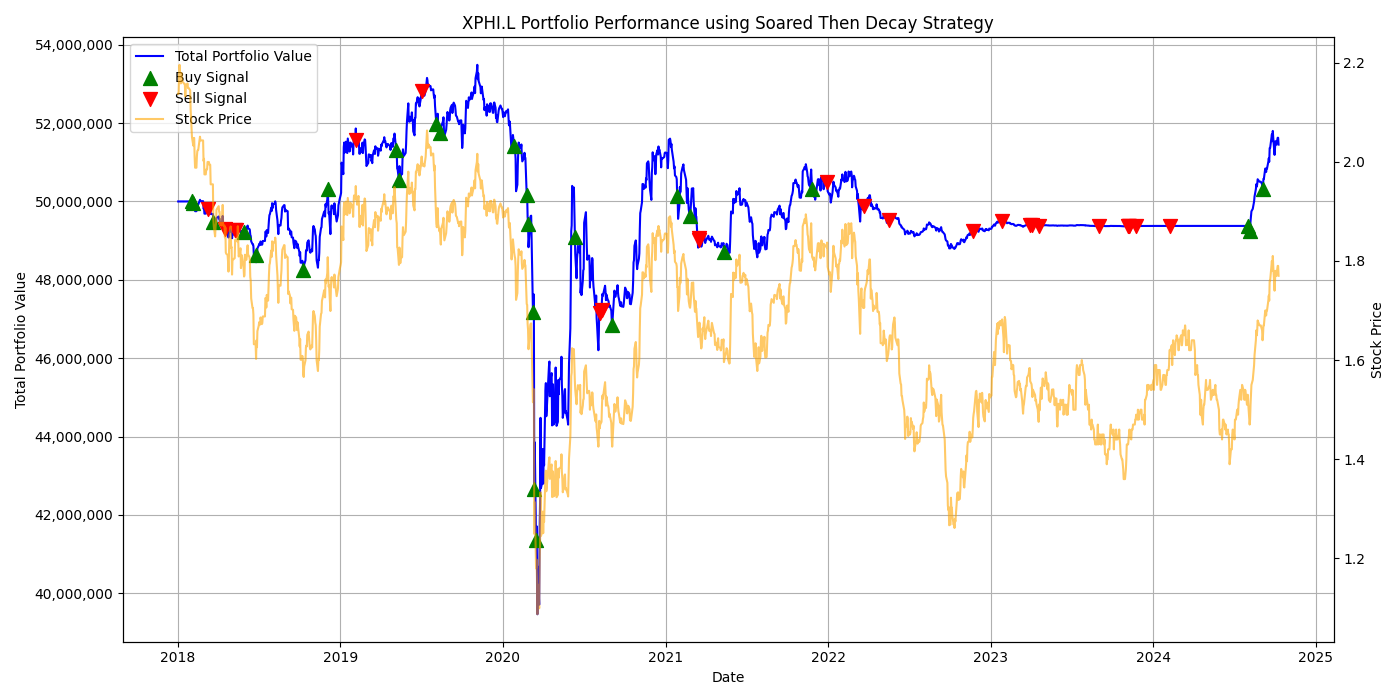 XPHI.L Portfolio Performance using Soared Then Decay Strategy
Total Portfolio Value
Buy Signal
Sell Signal
Stock Price
54,000,000
52,000,000
50,000,000
48,000,000
46,000,000
44,000,000
42,000,000
40,000,000
Total Portfolio Value
2.2
2.0
1.8
1.6
1.4
1.2
Stock Price
2018 2019 2020 2021 2022 2023 2024 2025
Date